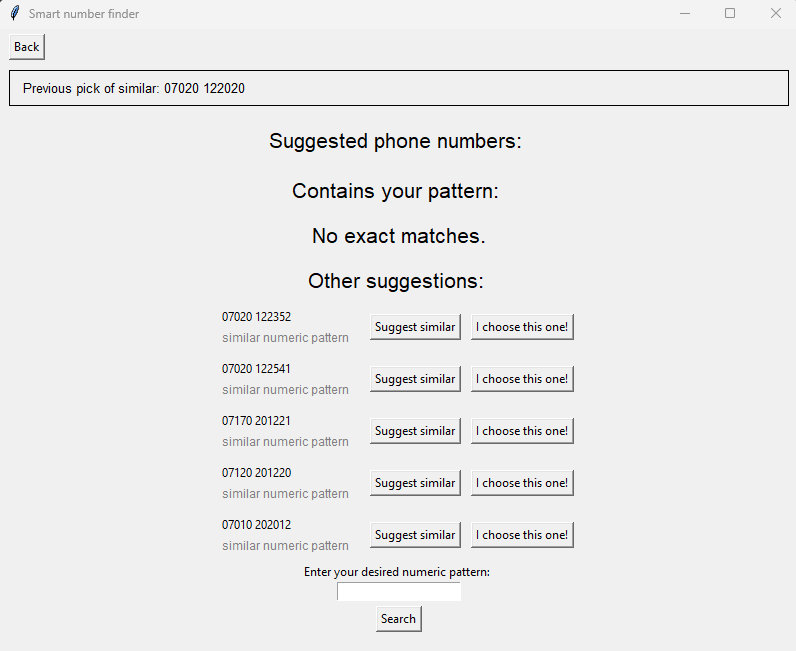 Smart number finder
Back
Previous pick of similar: 07020 122020
Suggested phone numbers:
Contains your pattern:
No exact matches.
Other suggestions:
07020 122352
similar numeric pattern
Suggest similar
I choose this one!
07020 122541
similar numeric pattern
Suggest similar
I choose this one!
07170 201221
similar numeric pattern
Suggest similar
I choose this one!
07120 201220
similar numeric pattern
Suggest similar
I choose this one!
07010 202012
similar numeric pattern
Suggest similar
I choose this one!
Enter your desired numeric pattern:
Search